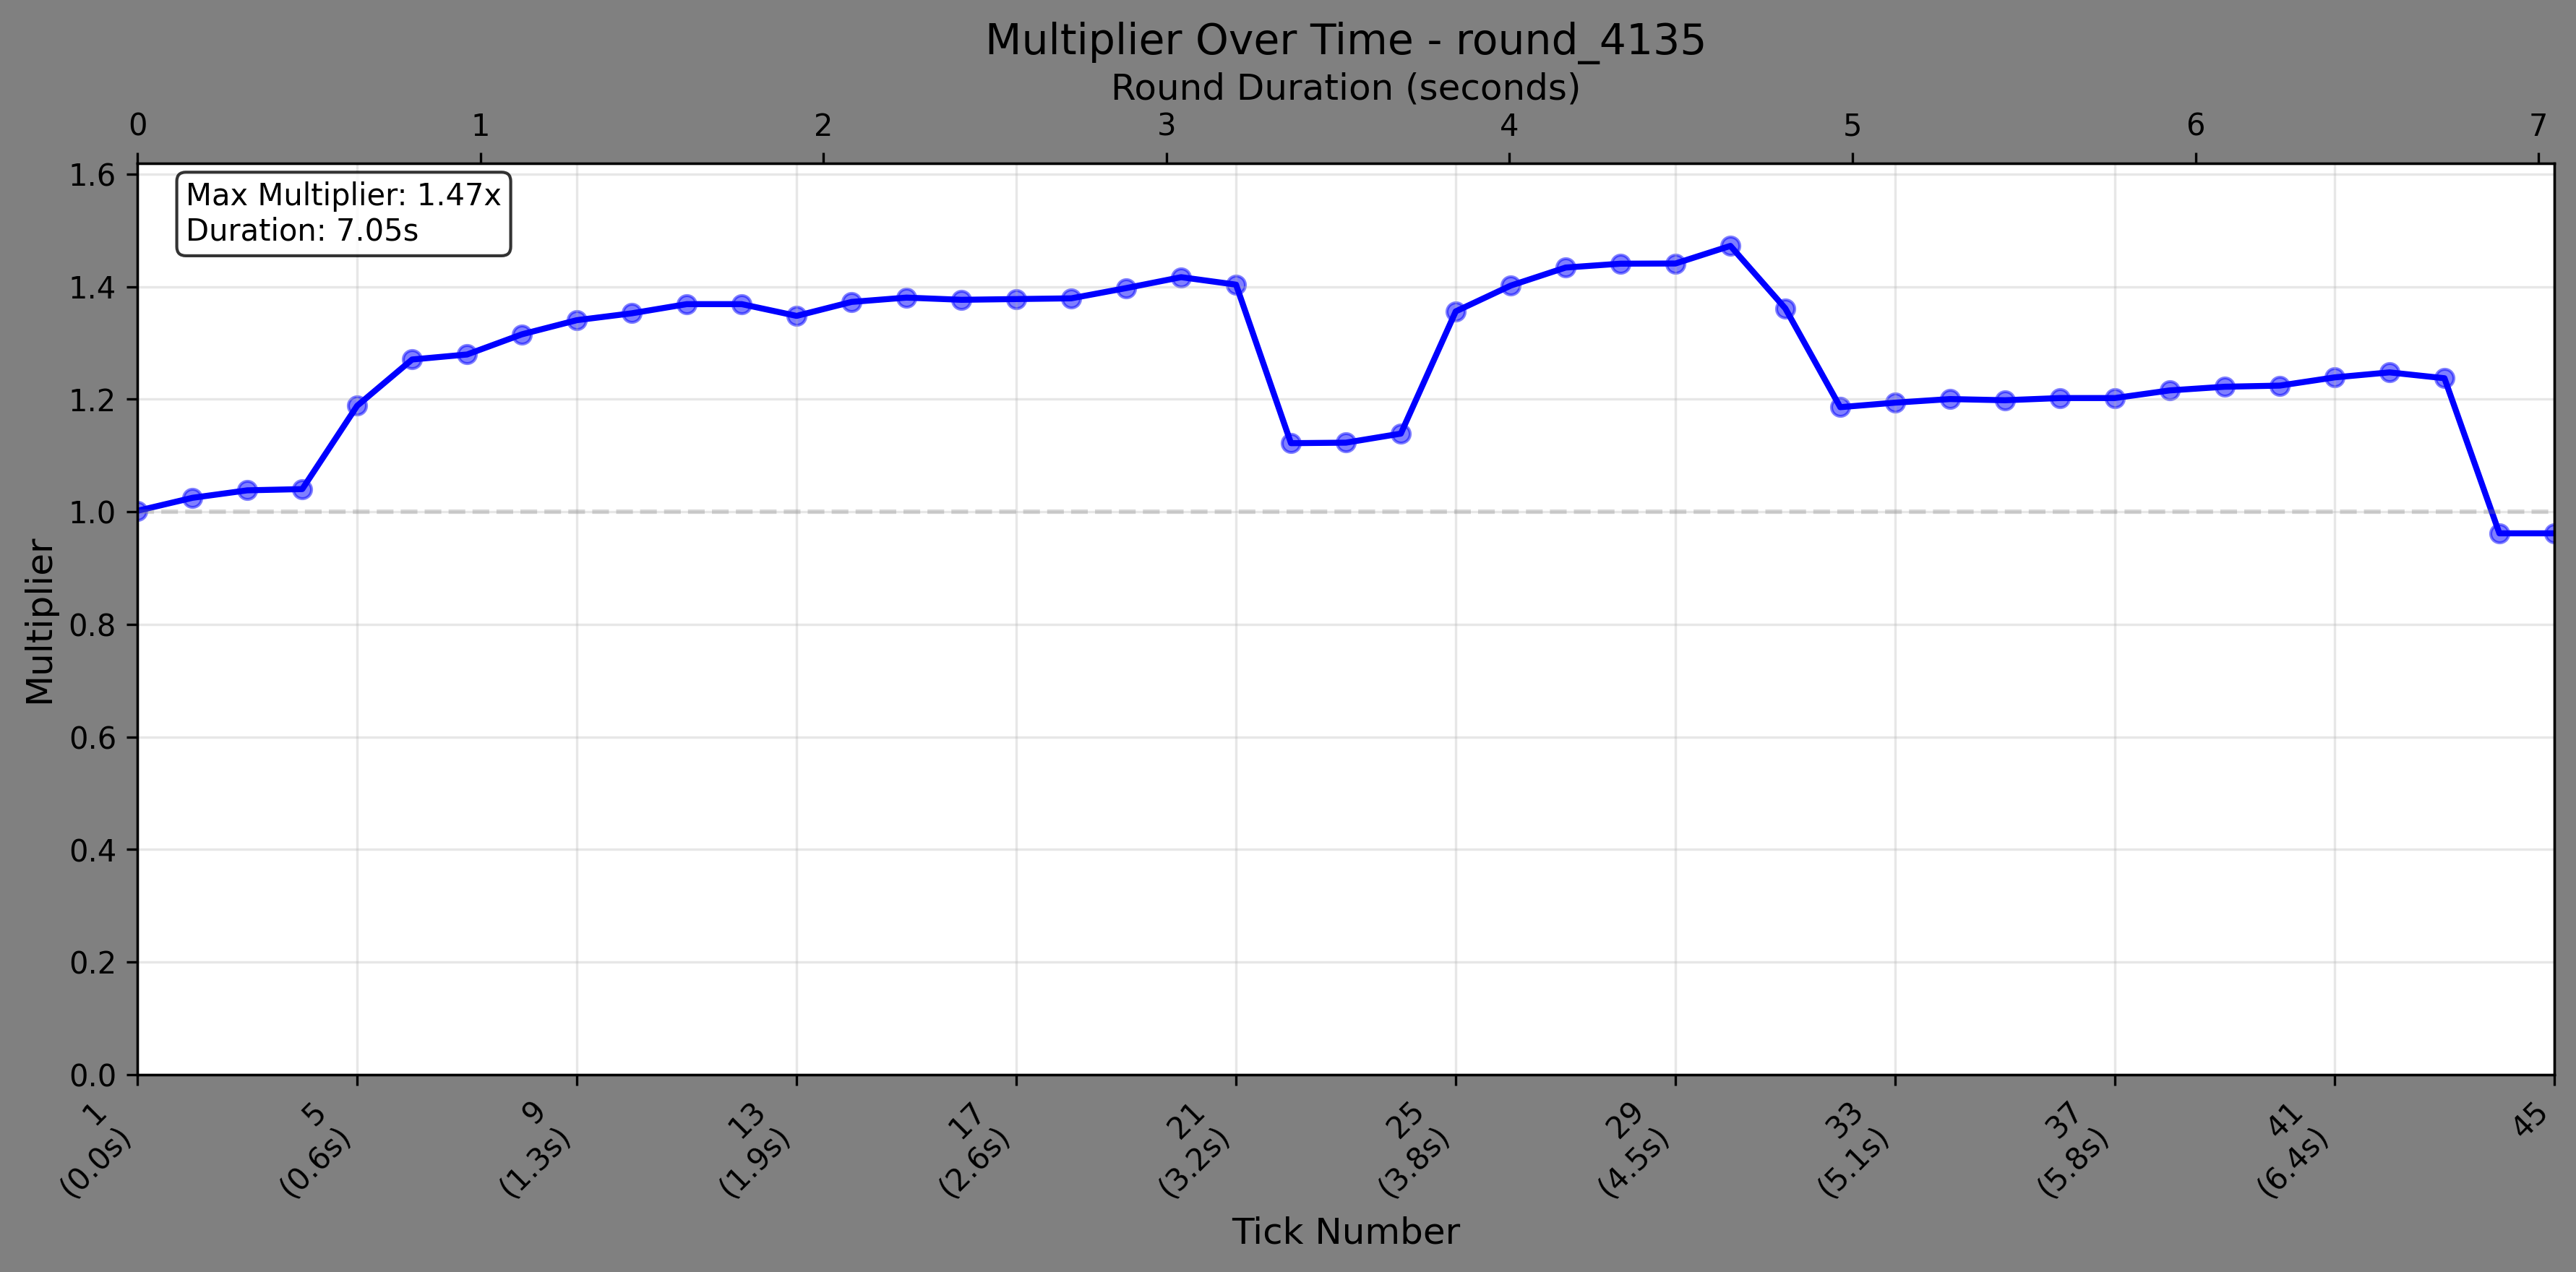 Multiplier Over Time - round_4135
Round Duration (seconds)
0 1 2 3 4 5 6 7
Max Multiplier: 1.47x
Duration: 7.05s
Multiplier
1.6
1.4
1.2
1.0
0.8
0.6
0.4
0.2
0.0
1
(0.0s)
5
(0.6s)
9
(1.3s)
13
(1.9s)
17
(2.6s)
21
(3.2s)
25
(3.8s)
29
(4.5s)
33
(5.1s)
37
(5.8s)
41
(6.4s)
45
Tick Number